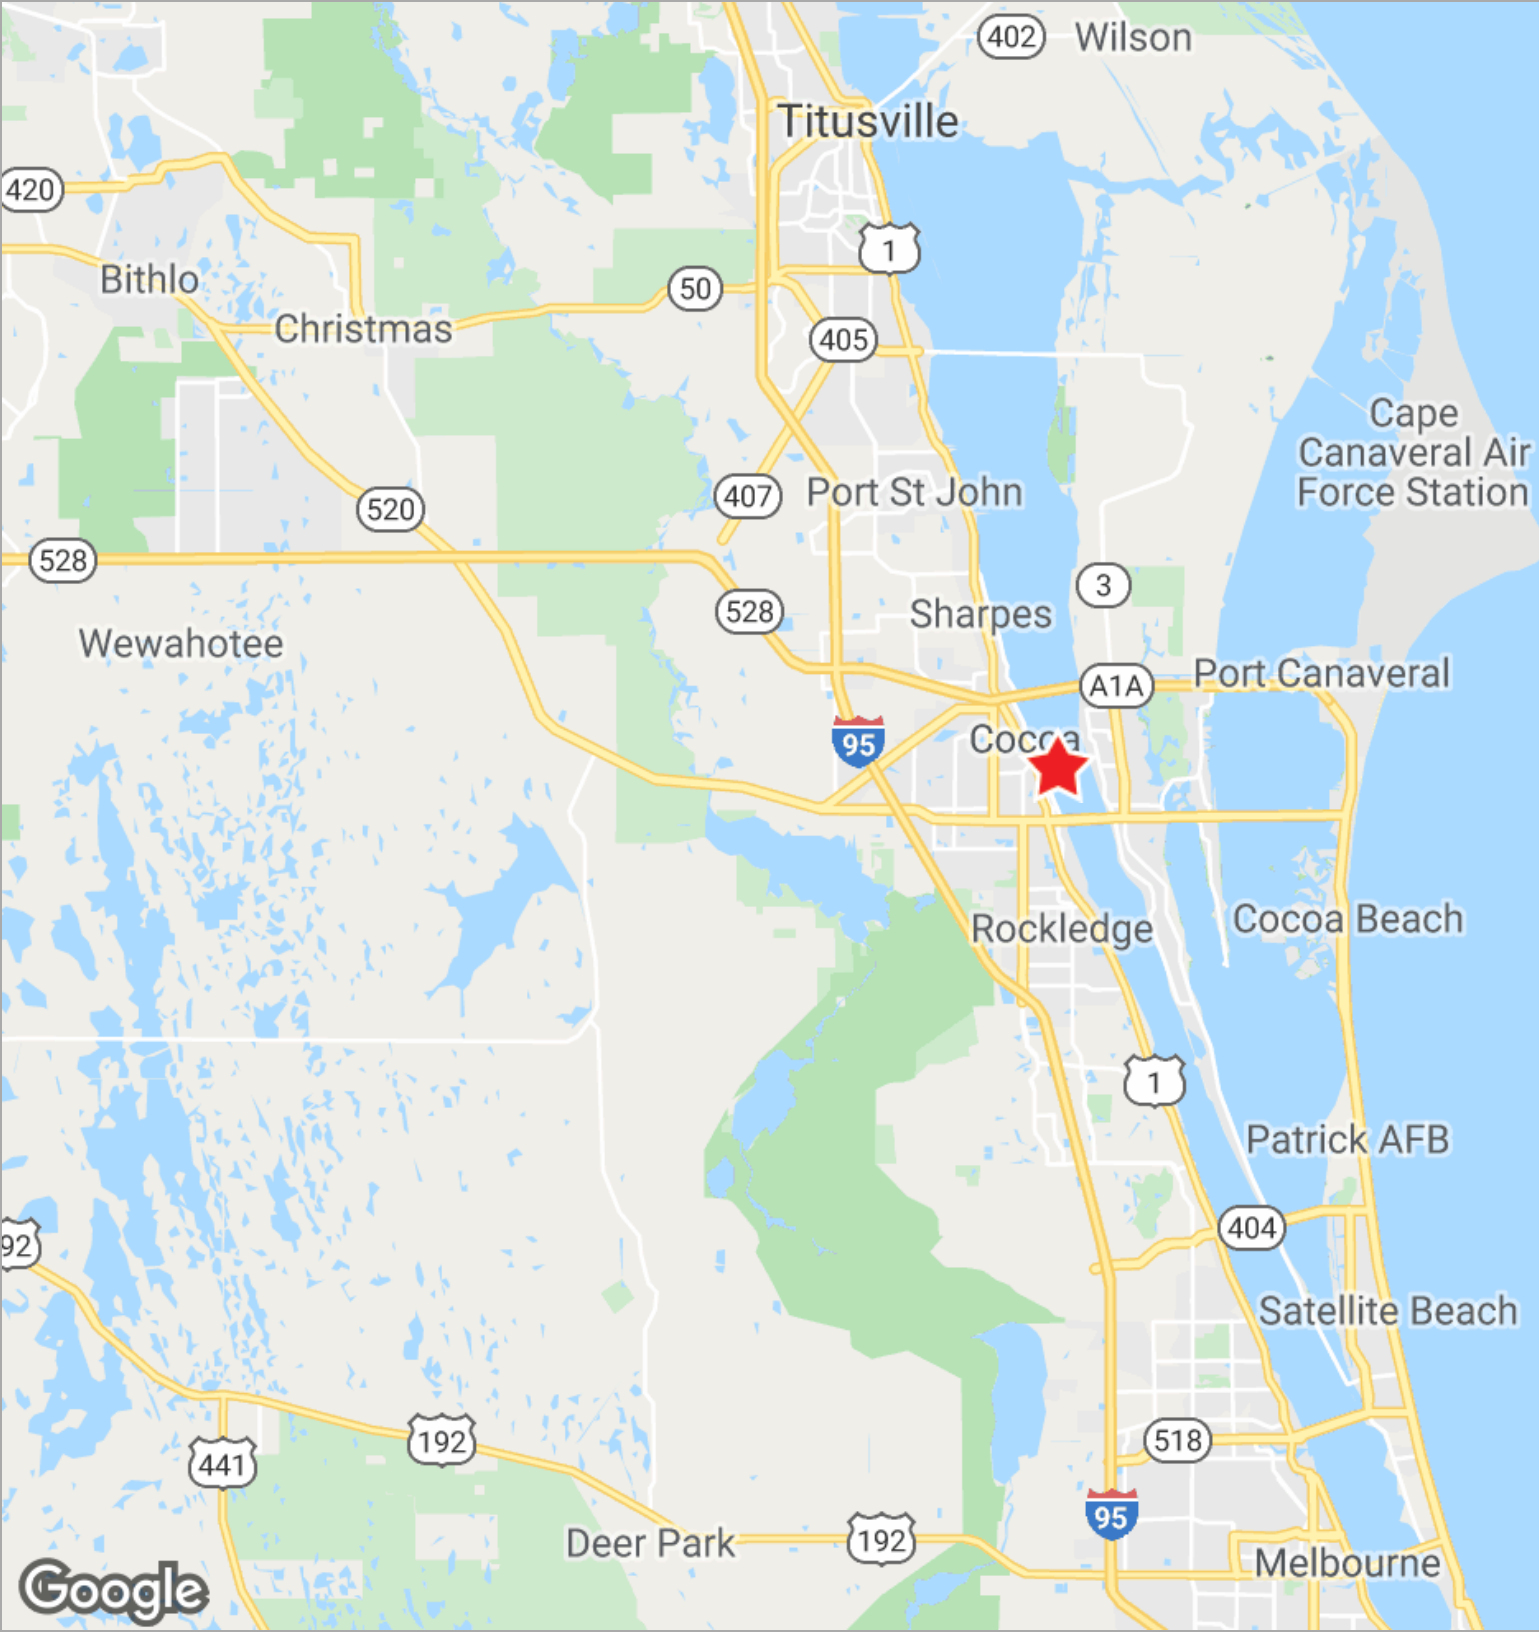 402
Wilson
Titusville
420
1
Bithlo
50
Christmas
405
Cape
Canaveral Air
Force Station
407
Port St John
520
528
3
528
Sharpes
Wewahotee
A1A
Port Canaveral
95
Cocoa
Rockledge
Cocoa Beach
1
Patrick AFB
404
92
Satellite Beach
192
518
441
95
Deer Park
192
Melbourne
Google